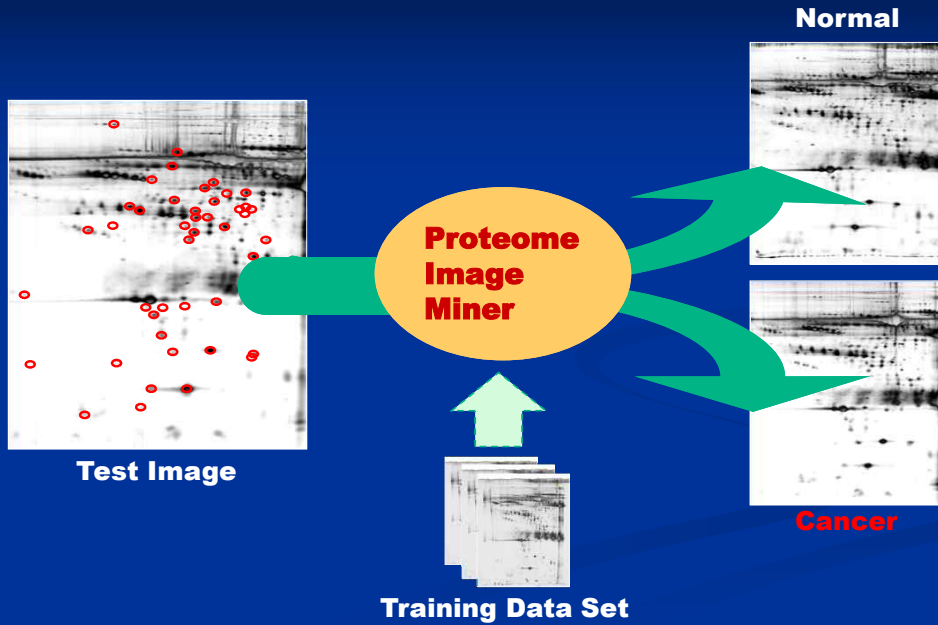 Normal
Proteome
Image
Miner
Test Image
Cancer
Training Data Set